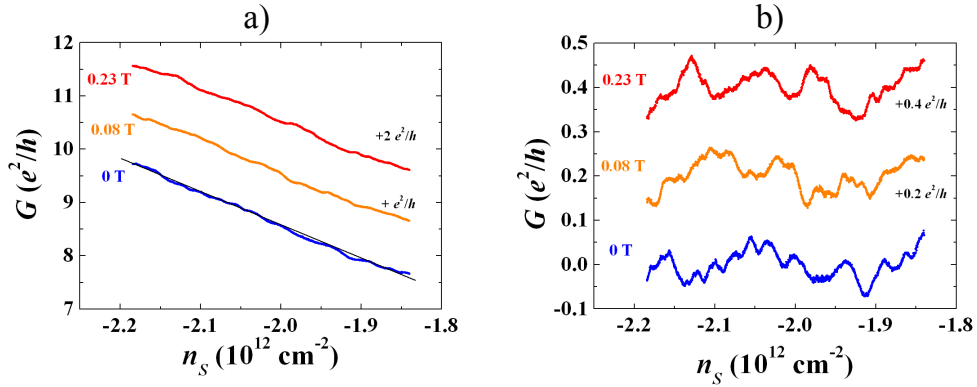 a)
12
11
10
9
8
7
G (e²/h)
0.23 T
0.08 T
0 T
+2 e²/h
+ e²/h
-2.2 -2.1 -2.0 -1.9 -1.8
n_S (10¹² cm⁻²)
b)
0.5
0.4
0.3
0.2
0.1
0.0
-0.1
G (e²/h)
0.23 T
+0.4 e²/h
0.08 T
+0.2 e²/h
0 T
-2.2 -2.1 -2.0 -1.9 -1.8
n_S (10¹² cm⁻²)